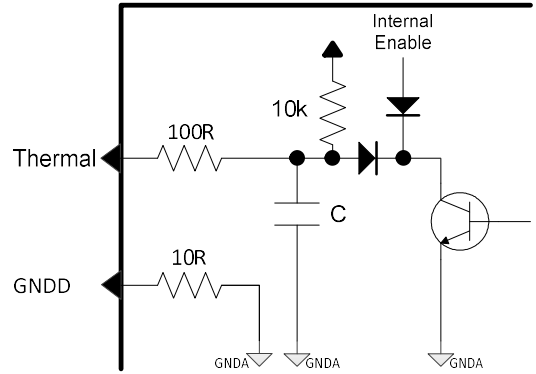 Internal
Enable
10k
100R
Thermal
C
10R
GNDD
GNDA
GNDA
GNDA